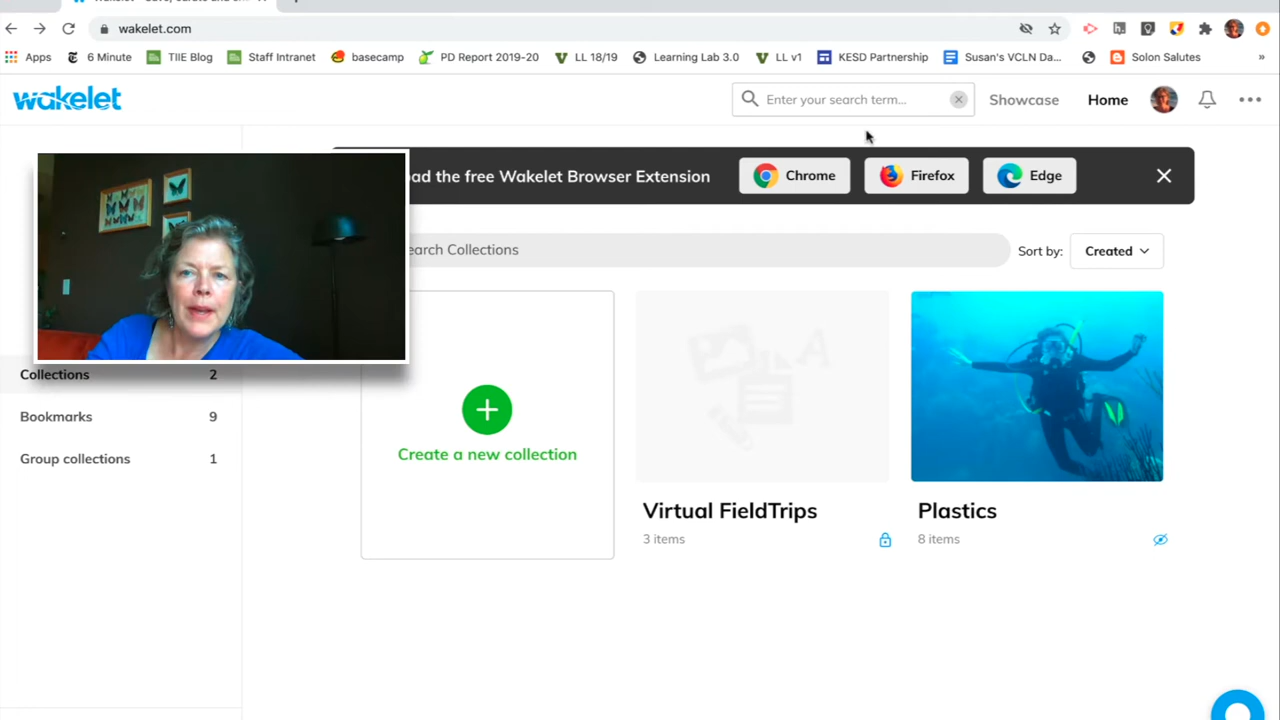 wakelet.com
Apps 6 Minute TIIE Blog Staff Intranet basecamp PD Report 2019-20 LL 18/19 Learning Lab 3.0 LL v1 KESD Partnership Susan's VCLN Da... Solon Salutes »
wakelet Enter your search term... Showcase Home
the free Wakelet Browser Extension Chrome Firefox Edge
Collections Sort by: Created
Collections 2
Bookmarks 9
Group collections 1
Create a new collection
Virtual FieldTrips
3 items
Plastics
8 items